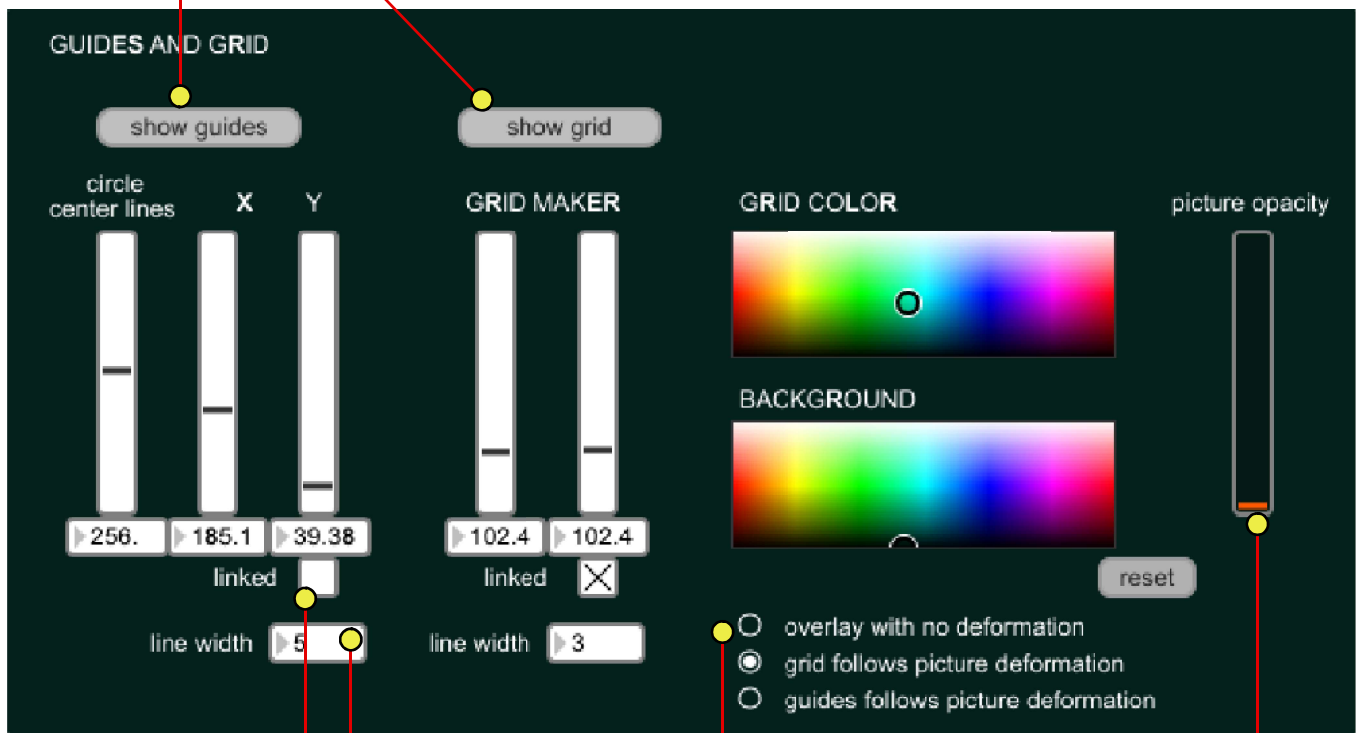 GUIDES AND GRID
show guides
show grid
circle
center lines
X
Y
GRID MAKER
GRID COLOR
picture opacity
BACKGROUND
256.
185.1
39.38
102.4
102.4
linked
linked
reset
line width
5
line width
3
overlay with no deformation
grid follows picture deformation
guides follows picture deformation